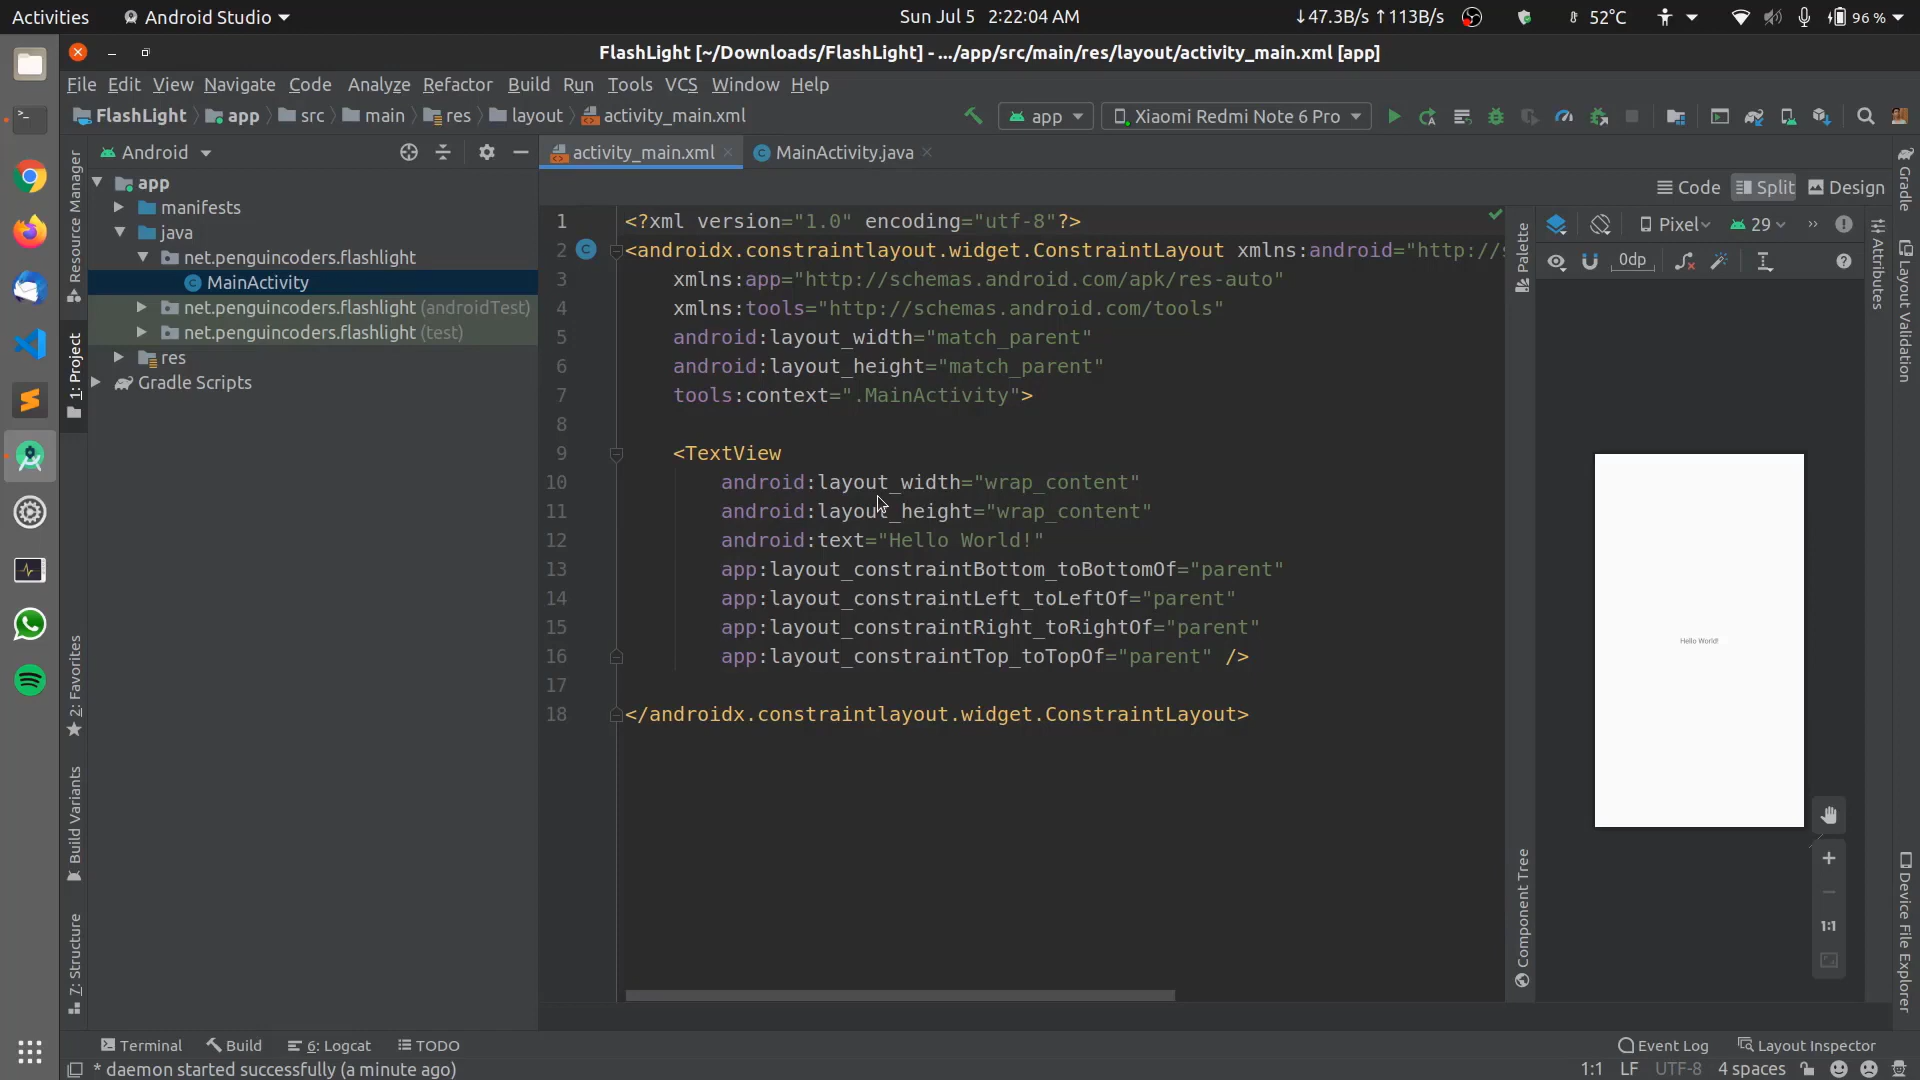 Activities
Android Studio
Sun Jul 5 2:22:04 AM
↓47.3B/s ↑113B/s
52°C
96 %
FlashLight [~/Downloads/FlashLight] - .../app/src/main/res/layout/activity_main.xml [app]
File Edit View Navigate Code Analyze Refactor Build Run Tools VCS Window Help
FlashLight app src main res layout activity_main.xml
app
Xiaomi Redmi Note 6 Pro
Android
activity_main.xml
MainActivity.java
Code Split Design
app
manifests
java
net.penguincoders.flashlight
MainActivity
net.penguincoders.flashlight (androidTest)
net.penguincoders.flashlight (test)
res
Gradle Scripts
Resource Manager
1: Project
2: Favorites
Build Variants
7: Structure
1 <?xml version="1.0" encoding="utf-8"?>
2 <androidx.constraintlayout.widget.ConstraintLayout xmlns:android="http://s
3 xmlns:app="http://schemas.android.com/apk/res-auto"
4 xmlns:tools="http://schemas.android.com/tools"
5 android:layout_width="match_parent"
6 android:layout_height="match_parent"
7 tools:context=".MainActivity">
8
9 <TextView
10 android:layout_width="wrap_content"
11 android:layout_height="wrap_content"
12 android:text="Hello World!"
13 app:layout_constraintBottom_toBottomOf="parent"
14 app:layout_constraintLeft_toLeftOf="parent"
15 app:layout_constraintRight_toRightOf="parent"
16 app:layout_constraintTop_toTopOf="parent" />
17
18 </androidx.constraintlayout.widget.ConstraintLayout>
Palette
Component Tree
Pixel
29
0dp
Hello World!
1:1
Attributes
Gradle
Layout Validation
Device File Explorer
Terminal
Build
6: Logcat
TODO
Event Log
Layout Inspector
* daemon started successfully (a minute ago)
1:1 LF UTF-8 4 spaces